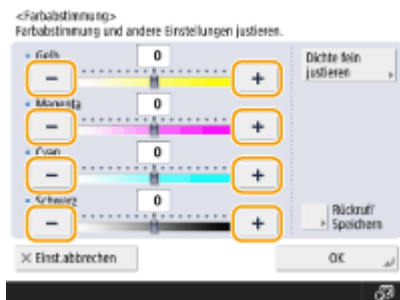 <Farbabstimmung>
Farbabstimmung und andere Einstellungen justieren.
Gelb
0
Dichte fein
justieren
− +
Magenta
0
− +
Cyan
0
− +
Schwarz
0
− +
Rückruf/
Speichern
× Einst.abbrechen
OK